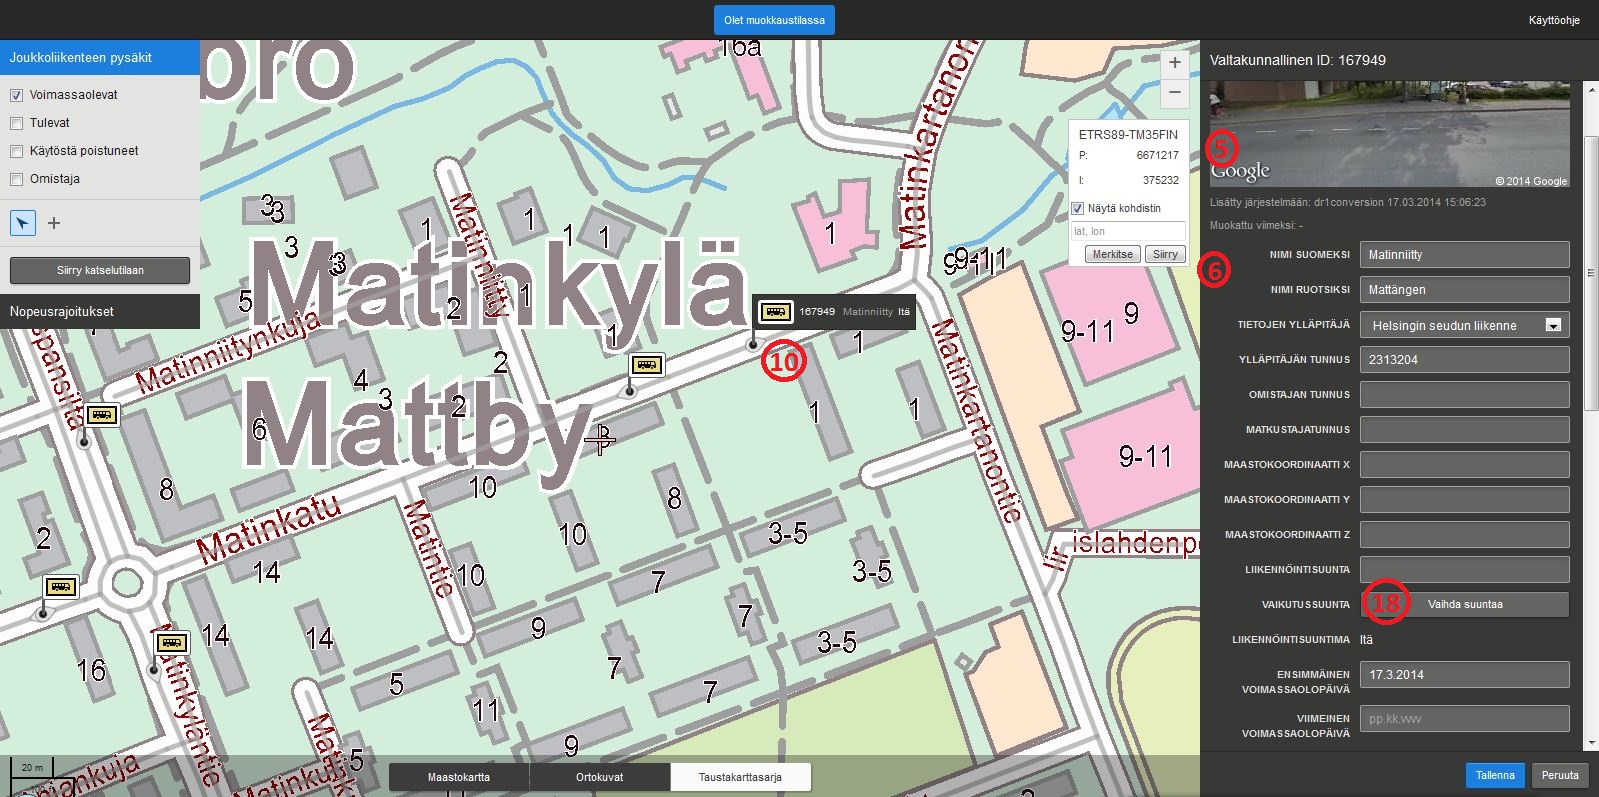 Olet muokkaustilassa
Käyttöohje
Joukkoliikenteen pysäkit
Voimassaolevat
Tulevat
Käytöstä poistuneet
Omistaja
+
Siirry katselutilaan
Nopeusrajoitukset
bro
16a
Matinkartanontie
+
−
ETRS89-TM35FIN
P: 6671217
I: 375232
Näytä kohdistin
lat, lon
Merkitse
Siirry
3
3
3
3
1
Matinniitty
1
1
1
1
9-11
Matinkylä
5
2
1
1
167949 Matinniitty Itä
9-11
9
Matinniitynkuja
2
10
1
Matinkartanontie
4
3
2
1
1
Mattby
6
9-11
8
10
8
2
Matinkatu
14
Matintie
10
10
3-5
3-5
islahdenpo
7
7
14
14
9
7
3-5
16
Matinkyläntie
5
7
11
9
5
20 m
Maastokartta
Ortokuvat
Taustakarttasarja
Valtakunnallinen ID: 167949
5
Google
© 2014 Google
Lisätty järjestelmään: dr1conversion 17.03.2014 15:06:23
Muokattu viimeksi: -
6
NIMI SUOMEKSI Matinniitty
NIMI RUOTSIKSI Mattängen
TIETOJEN YLLÄPITÄJÄ Helsingin seudun liikenne
YLLÄPITÄJÄN TUNNUS 2313204
OMISTAJAN TUNNUS
MATKUSTAJATUNNUS
MAASTOKOORDINAATTI X
MAASTOKOORDINAATTI Y
MAASTOKOORDINAATTI Z
LIIKENNÖINTISUUNTA
VAIKUTUSSUUNTA 18 Vaihda suuntaa
LIIKENNÖINTISUUNTIMA Itä
ENSIMMÄINEN
VOIMASSAOLOPÄIVÄ 17.3.2014
VIIMEINEN
VOIMASSAOLOPÄIVÄ pp.kk.vvvv
Tallenna
Peruuta